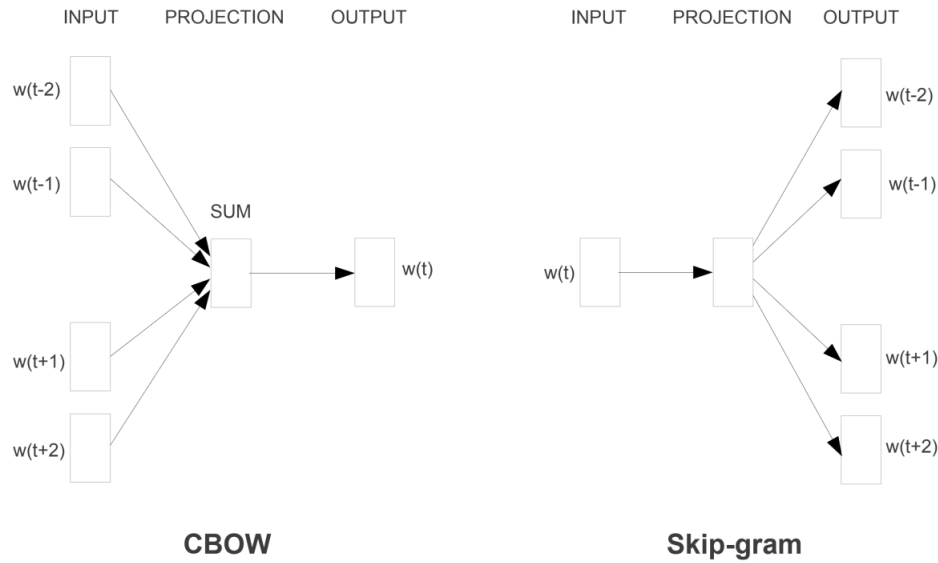 INPUT PROJECTION OUTPUT
w(t-2)
w(t-1)
SUM
w(t)
w(t+1)
w(t+2)
CBOW
INPUT PROJECTION OUTPUT
w(t-2)
w(t-1)
w(t)
w(t+1)
w(t+2)
Skip-gram